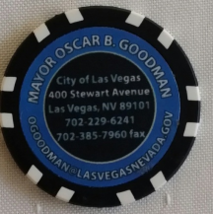 MAYOR OSCAR B. GOODMAN
City of Las Vegas
400 Stewart Avenue
Las Vegas, NV 89101
702-229-6241
702-385-7960 fax
OGOODMAN@LASVEGASNEVADA.GOV